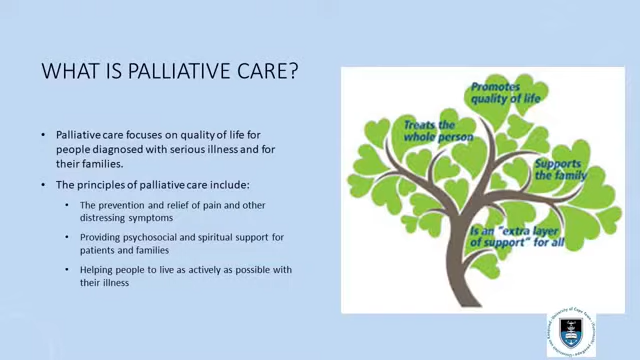 WHAT IS PALLIATIVE CARE?
• Palliative care focuses on quality of life for
people diagnosed with serious illness and for
their families.
• The principles of palliative care include:
• The prevention and relief of pain and other
distressing symptoms
• Providing psychosocial and spiritual support for
patients and families
• Helping people to live as actively as possible with
their illness
Promotes
quality of life
Treats the
whole person
Supports
the family
Is an "extra layer
of support" for all
University of Cape Town